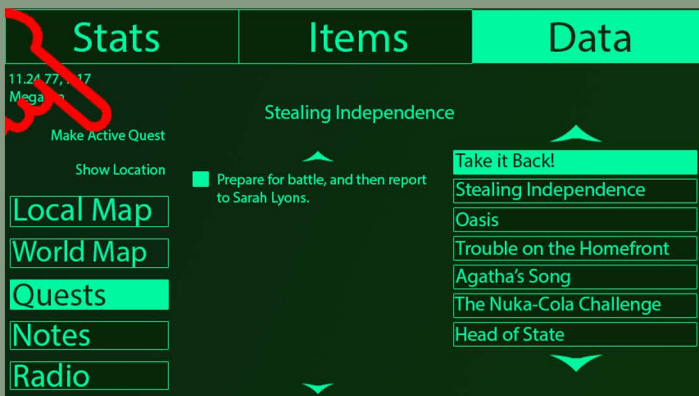 Stats
Items
Data
Stealing Independence
Make Active Quest
Show Location
Prepare for battle, and then report
to Sarah Lyons.
Local Map
World Map
Quests
Notes
Radio
Take it Back!
Stealing Independence
Oasis
Trouble on the Homefront
Agatha's Song
The Nuka-Cola Challenge
Head of State